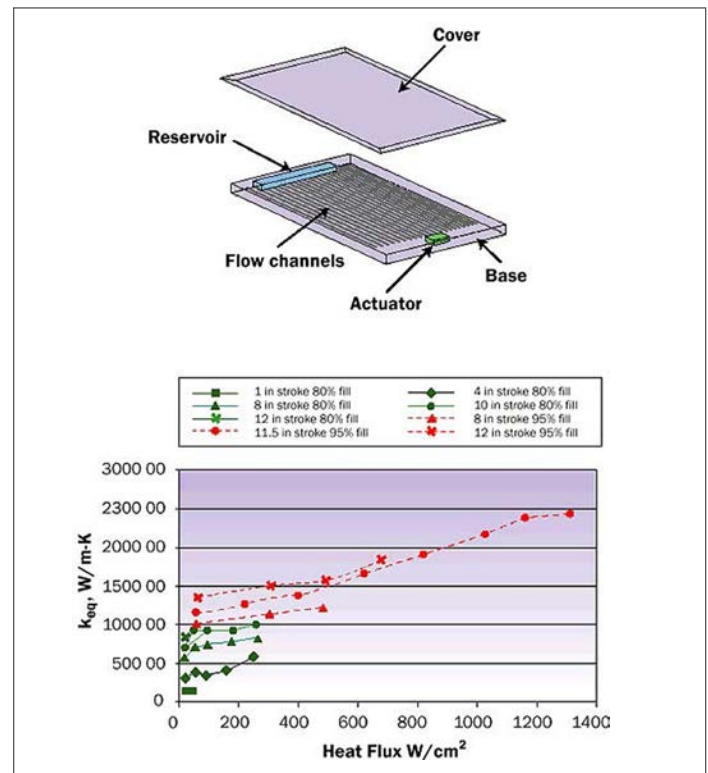 Cover
Reservoir
Flow channels
Base
Actuator
1 in stroke 80% fill
4 in stroke 80% fill
8 in stroke 80% fill
10 in stroke 80% fill
12 in stroke 80% fill
8 in stroke 95% fill
11.5 in stroke 95% fill
12 in stroke 95% fill
3000 00
2300 00
2000 00
1500 00
1000 00
500 00
0
keq, W/m-K
0 200 400 600 800 1000 1200 1400
Heat Flux W/cm²